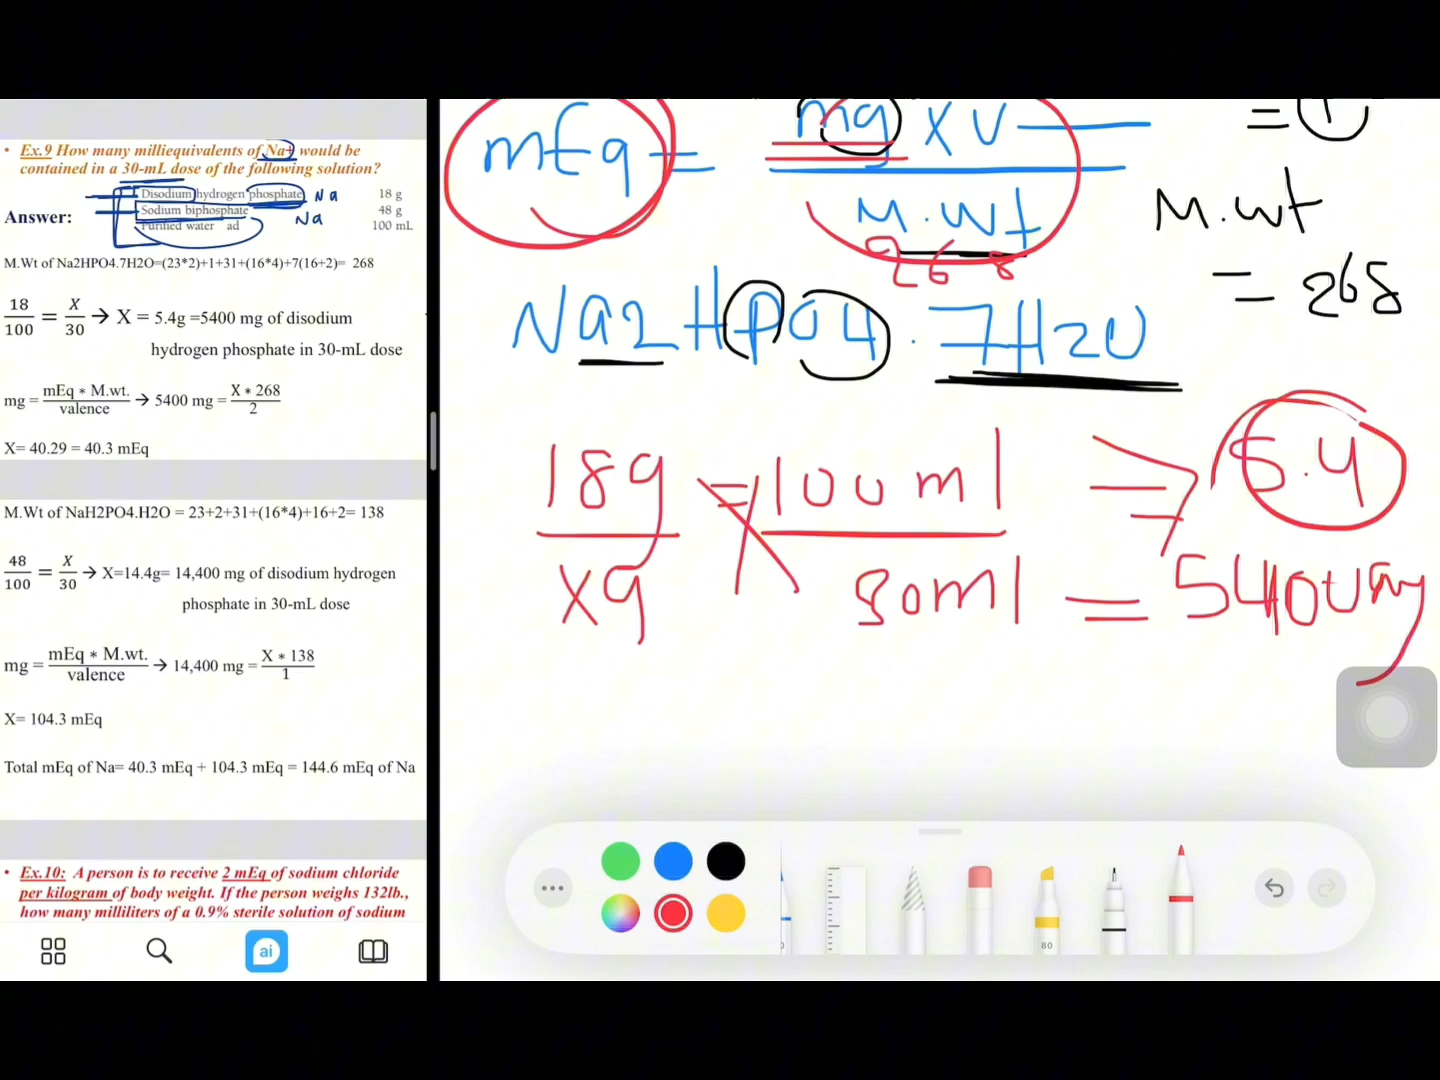 • Ex.9 How many milliequivalents of Na+ would be
contained in a 30-mL dose of the following solution?
Disodium hydrogen phosphate Na 18 g
Answer: Sodium biphosphate Na 48 g
Purified water ad 100 mL
M.Wt of Na2HPO4.7H2O=(23*2)+1+31+(16*4)+7(16+2)= 268
18/100 = X/30 → X = 5.4g =5400 mg of disodium
hydrogen phosphate in 30-mL dose
mg = mEq * M.wt./valence → 5400 mg = X * 268/2
X= 40.29 = 40.3 mEq
M.Wt of NaH2PO4.H2O = 23+2+31+(16*4)+16+2= 138
48/100 = X/30 → X=14.4g= 14,400 mg of disodium hydrogen
phosphate in 30-mL dose
mg = mEq * M.wt./valence → 14,400 mg = X * 138/1
X= 104.3 mEq
Total mEq of Na= 40.3 mEq + 104.3 mEq = 144.6 mEq of Na
• Ex.10: A person is to receive 2 mEq of sodium chloride
per kilogram of body weight. If the person weighs 132lb.,
how many milliliters of a 0.9% sterile solution of sodium
ai
mEq = mg x V
M.wt
268
= 1
M.wt
= 268
Na2HPO4 . 7H2O
18g = 100ml ⇒ 5.4
xg 30ml = 5400mg
80